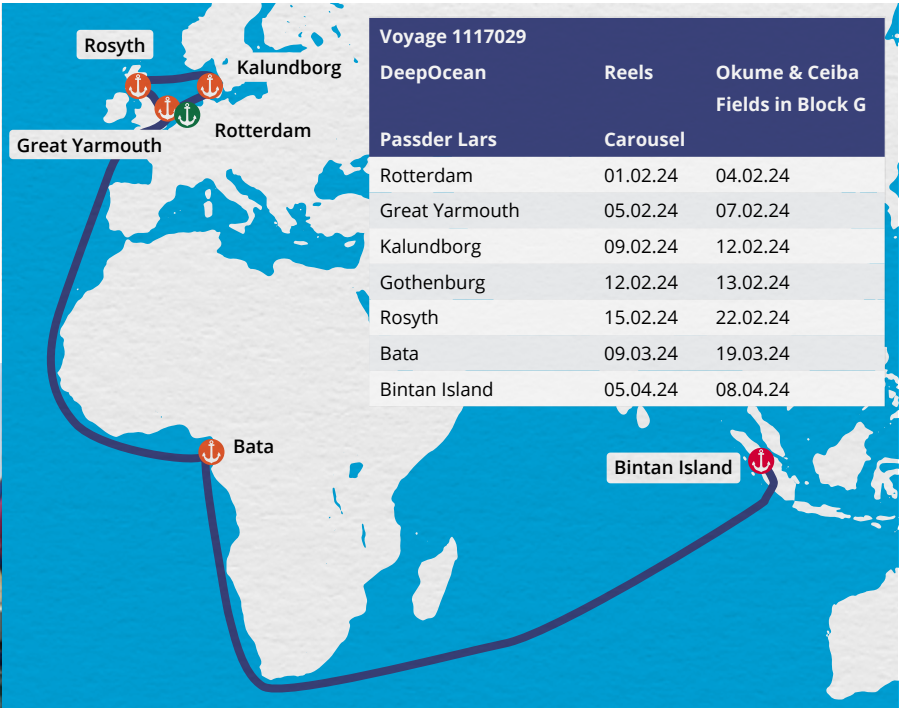 Rosyth
Kalundborg
Rotterdam
Great Yarmouth
Bata
Bintan Island
Voyage 1117029
DeepOcean Reels Okume & Ceiba
Fields in Block G
Passder Lars Carousel
Rotterdam 01.02.24 04.02.24
Great Yarmouth 05.02.24 07.02.24
Kalundborg 09.02.24 12.02.24
Gothenburg 12.02.24 13.02.24
Rosyth 15.02.24 22.02.24
Bata 09.03.24 19.03.24
Bintan Island 05.04.24 08.04.24